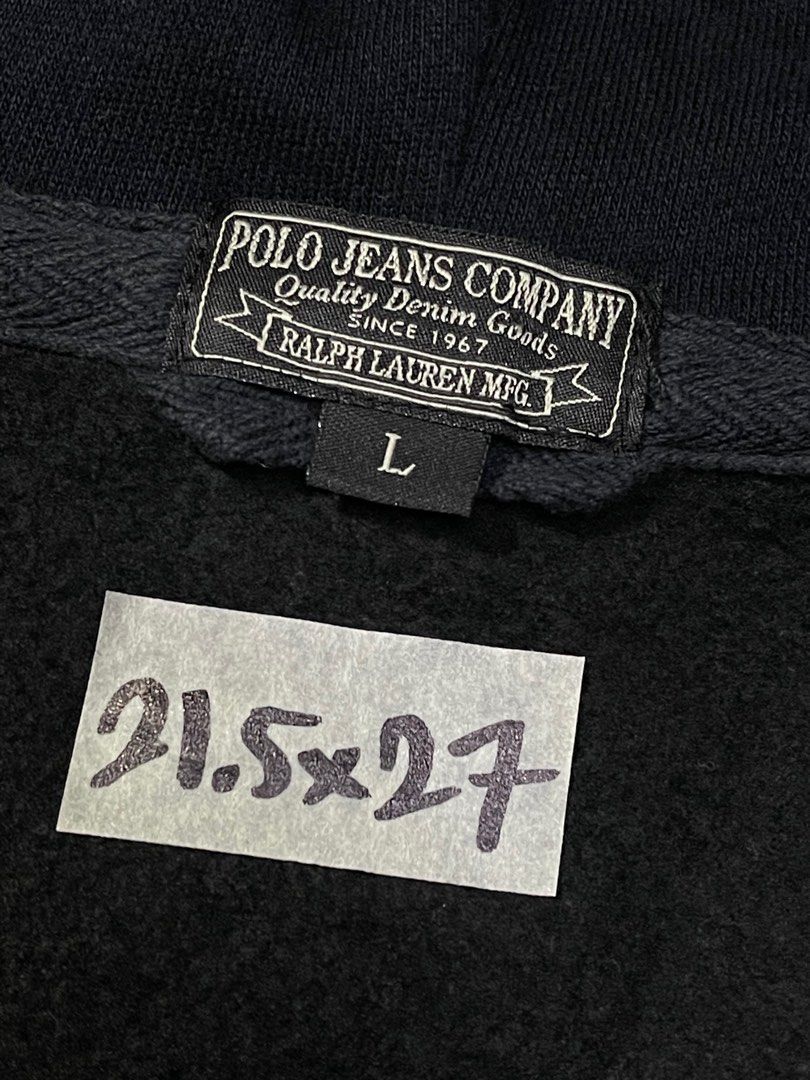 POLO JEANS COMPANY
Quality Denim Goods
SINCE 1967
RALPH LAUREN MFG.
L
21.5x27